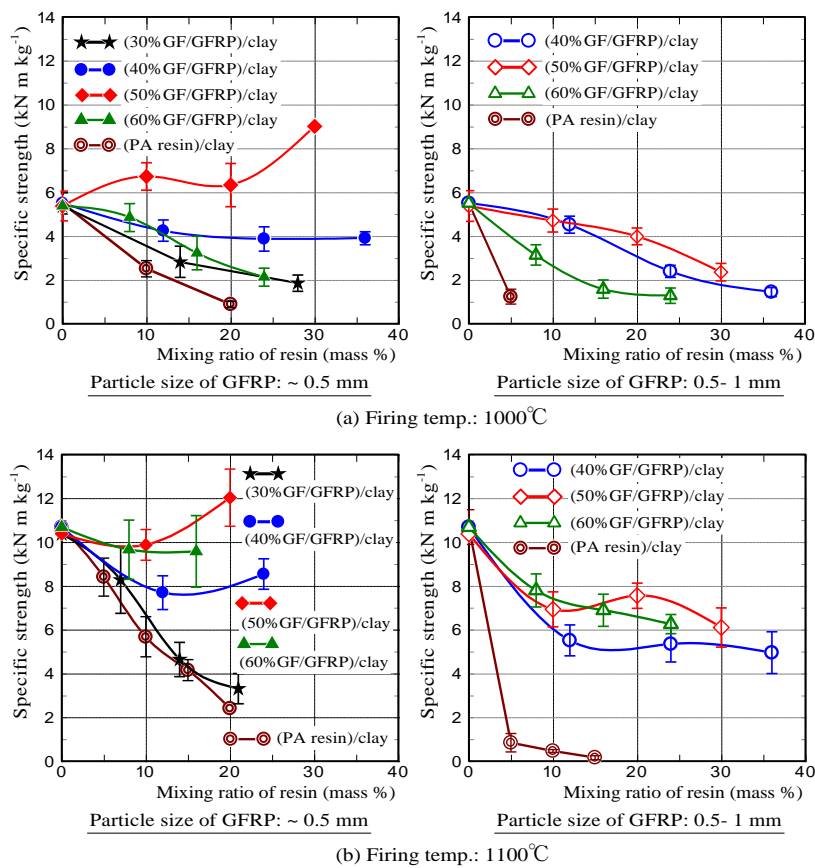 14
12
10
8
6
4
2
0
Specific strength (kN m kg⁻¹)
(30%GF/GFRP)/clay
(40%GF/GFRP)/clay
(50%GF/GFRP)/clay
(60%GF/GFRP)/clay
(PA resin)/clay
0 10 20 30 40
Mixing ratio of resin (mass %)
Particle size of GFRP: ~ 0.5 mm
14
12
10
8
6
4
2
0
Specific strength (kN m kg⁻¹)
(40%GF/GFRP)/clay
(50%GF/GFRP)/clay
(60%GF/GFRP)/clay
(PA resin)/clay
0 10 20 30 40
Mixing ratio of resin (mass %)
Particle size of GFRP: 0.5- 1 mm
(a) Firing temp.: 1000℃
14
12
10
8
6
4
2
0
Specific strength (kN m kg⁻¹)
(30%GF/GFRP)/clay
(40%GF/GFRP)/clay
(50%GF/GFRP)/clay
(60%GF/GFRP)/clay
(PA resin)/clay
0 10 20 30 40
Mixing ratio of resin (mass %)
Particle size of GFRP: ~ 0.5 mm
14
12
10
8
6
4
2
0
Specific strength (kN m kg⁻¹)
(40%GF/GFRP)/clay
(50%GF/GFRP)/clay
(60%GF/GFRP)/clay
(PA resin)/clay
0 10 20 30 40
Mixing ratio of resin (mass %)
Particle size of GFRP: 0.5- 1 mm
(b) Firing temp.: 1100℃